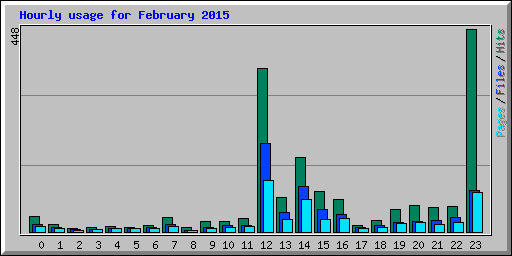 Hourly usage for February 2015
448
Pages/Files/Hits
0 1 2 3 4 5 6 7 8 9 10 11 12 13 14 15 16 17 18 19 20 21 22 23